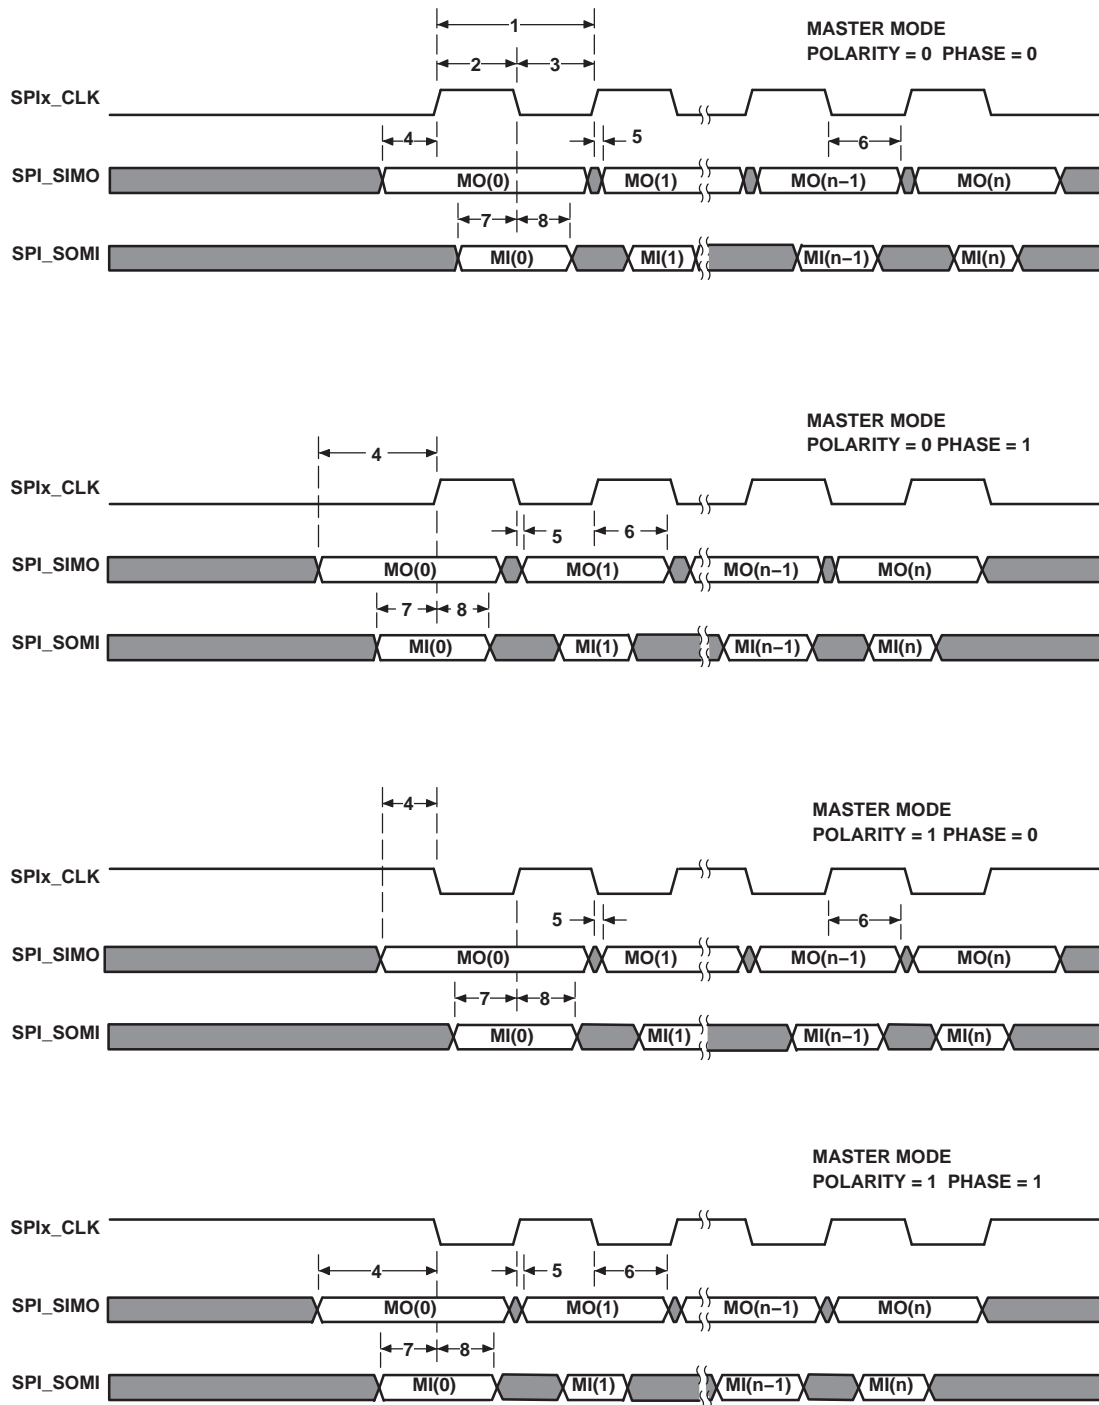 1
MASTER MODE
POLARITY = 0 PHASE = 0
2 3
SPIx_CLK
4 5 6
SPI_SIMO MO(0) MO(1) MO(n−1) MO(n)
7 8
SPI_SOMI MI(0) MI(1) MI(n−1) MI(n)
MASTER MODE
POLARITY = 0 PHASE = 1
4
SPIx_CLK
5 6
SPI_SIMO MO(0) MO(1) MO(n−1) MO(n)
7 8
SPI_SOMI MI(0) MI(1) MI(n−1) MI(n)
4
MASTER MODE
POLARITY = 1 PHASE = 0
SPIx_CLK
5 6
SPI_SIMO MO(0) MO(1) MO(n−1) MO(n)
7 8
SPI_SOMI MI(0) MI(1) MI(n−1) MI(n)
MASTER MODE
POLARITY = 1 PHASE = 1
SPIx_CLK
4 5 6
SPI_SIMO MO(0) MO(1) MO(n−1) MO(n)
7 8
SPI_SOMI MI(0) MI(1) MI(n−1) MI(n)